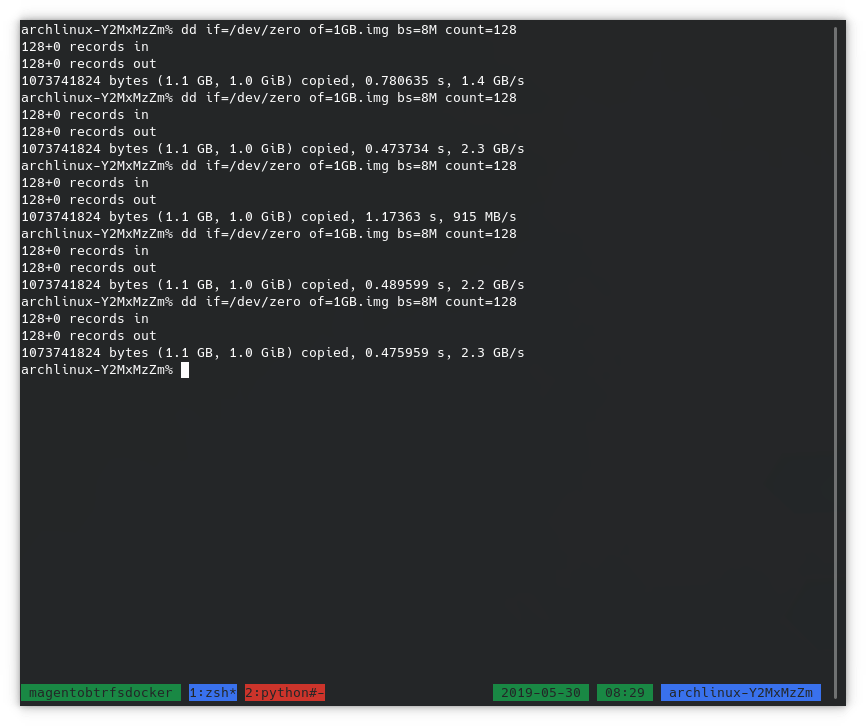 archlinux-Y2MxMzZm% dd if=/dev/zero of=1GB.img bs=8M count=128
128+0 records in
128+0 records out
1073741824 bytes (1.1 GB, 1.0 GiB) copied, 0.780635 s, 1.4 GB/s
archlinux-Y2MxMzZm% dd if=/dev/zero of=1GB.img bs=8M count=128
128+0 records in
128+0 records out
1073741824 bytes (1.1 GB, 1.0 GiB) copied, 0.473734 s, 2.3 GB/s
archlinux-Y2MxMzZm% dd if=/dev/zero of=1GB.img bs=8M count=128
128+0 records in
128+0 records out
1073741824 bytes (1.1 GB, 1.0 GiB) copied, 1.17363 s, 915 MB/s
archlinux-Y2MxMzZm% dd if=/dev/zero of=1GB.img bs=8M count=128
128+0 records in
128+0 records out
1073741824 bytes (1.1 GB, 1.0 GiB) copied, 0.489599 s, 2.2 GB/s
archlinux-Y2MxMzZm% dd if=/dev/zero of=1GB.img bs=8M count=128
128+0 records in
128+0 records out
1073741824 bytes (1.1 GB, 1.0 GiB) copied, 0.475959 s, 2.3 GB/s
archlinux-Y2MxMzZm%
magentobtrfsdocker 1:zsh* 2:python#- 2019-05-30 08:29 archlinux-Y2MxMzZm